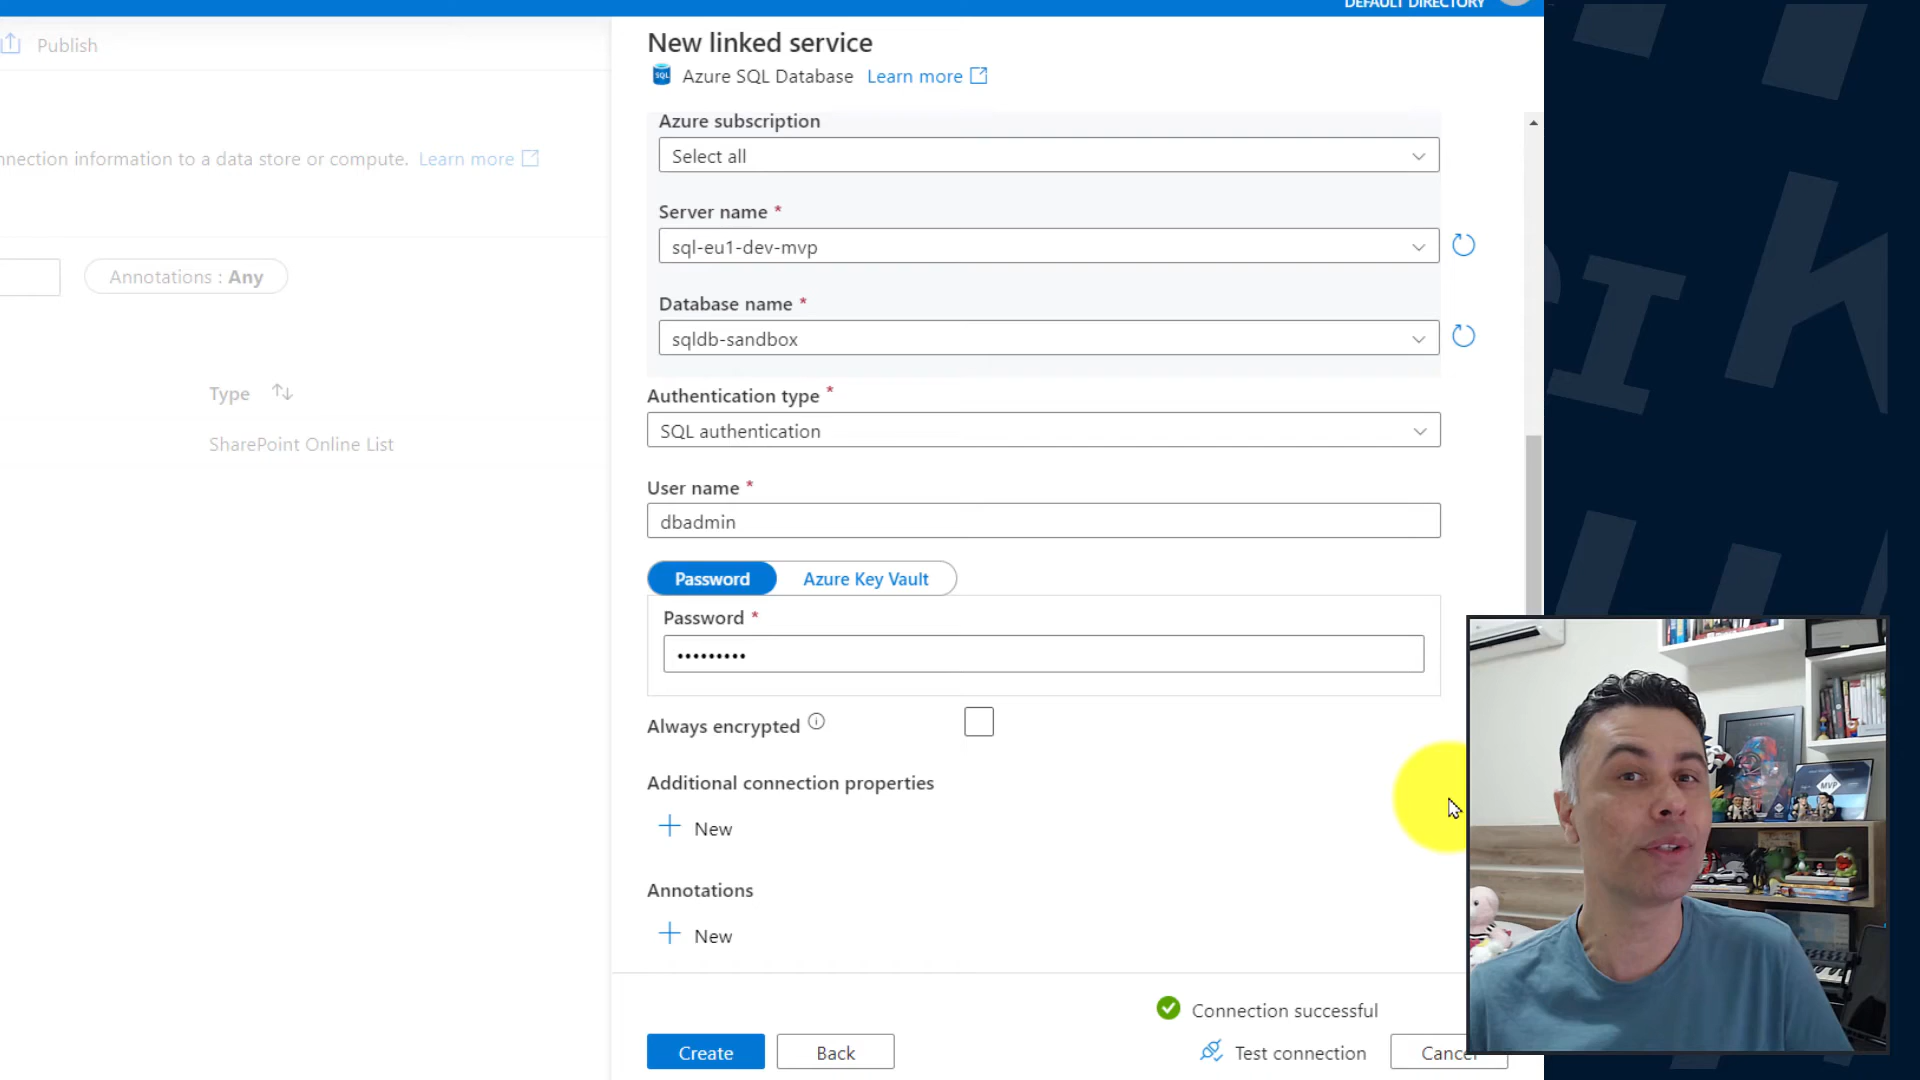 DEFAULT DIRECTORY
Publish
nnection information to a data store or compute. Learn more
Annotations : Any
Type
SharePoint Online List
New linked service
SQL
Azure SQL Database Learn more
Azure subscription
Select all
Server name *
sql-eu1-dev-mvp
Database name *
sqldb-sandbox
Authentication type *
SQL authentication
User name *
dbadmin
Password Azure Key Vault
Password *
•••••••••
Always encrypted
Additional connection properties
New
Annotations
New
Connection successful
Create Back Test connection Cancel
MVP